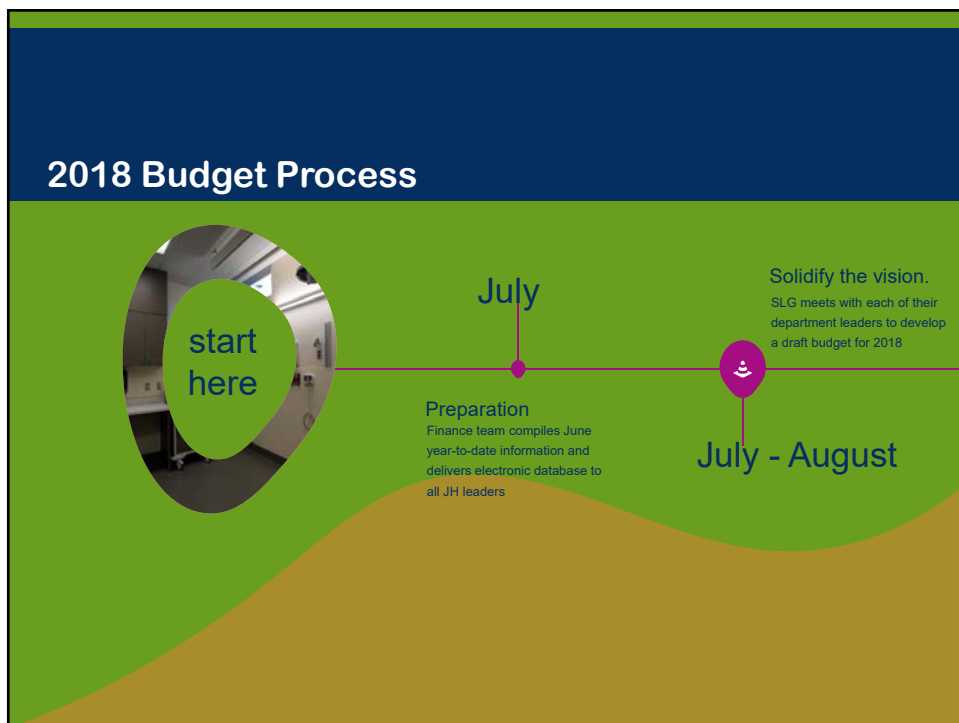 2018 Budget Process
start
here
July
Preparation
Finance team compiles June
year-to-date information and
delivers electronic database to
all JH leaders
Solidify the vision.
SLG meets with each of their
department leaders to develop
a draft budget for 2018
July - August